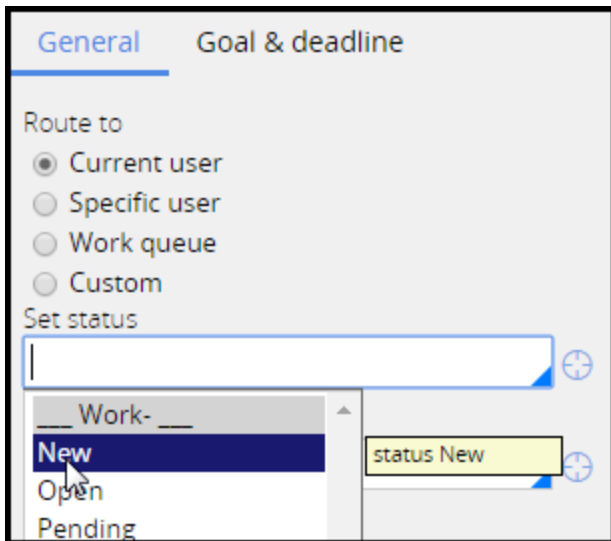 General Goal & deadline
Route to
Current user
Specific user
Work queue
Custom
Set status
___ Work- ___
New
status New
Open
Pending